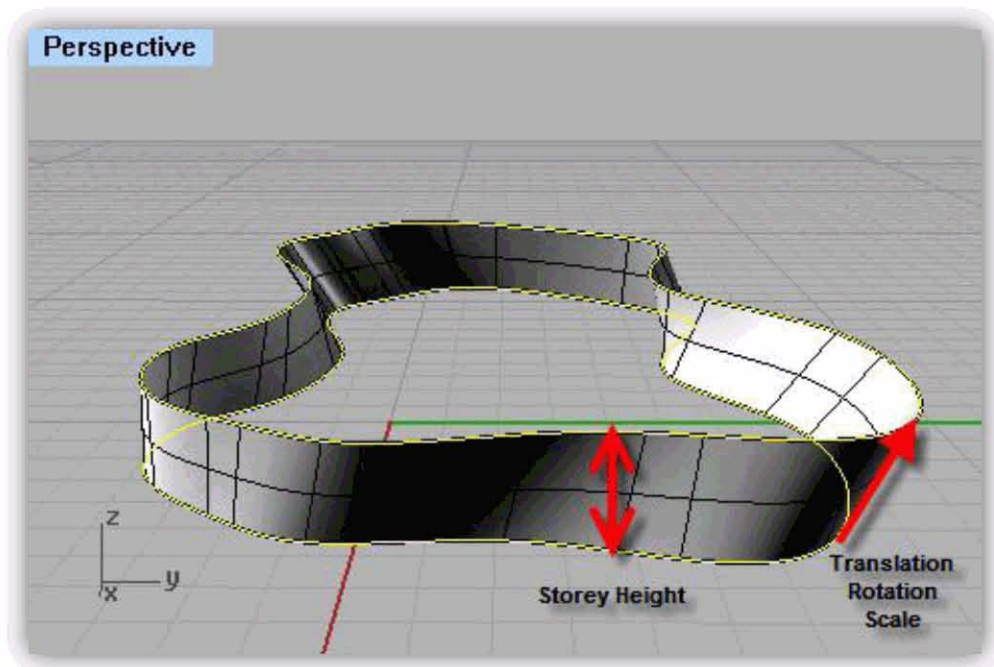 Perspective
z
y
x
Storey Height
Translation
Rotation
Scale